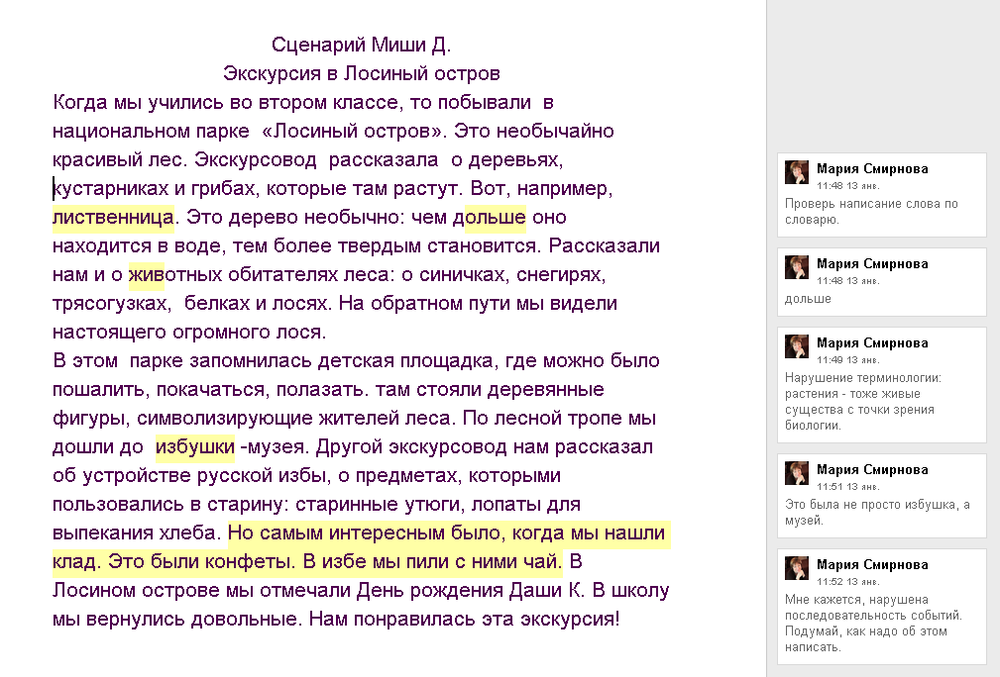 Сценарий Миши Д.
Экскурсия в Лосиный остров
Когда мы учились во втором классе, то побывали  в
национальном парке  «Лосиный остров». Это необычайно
красивый лес. Экскурсовод  рассказала  о деревьях,
кустарниках и грибах, которые там растут. Вот, например,
лиственница. Это дерево необычно: чем дольше оно
находится в воде, тем более твердым становится. Рассказали
нам и о животных обитателях леса: о синичках, снегирях,
трясогузках,  белках и лосях. На обратном пути мы видели
настоящего огромного лося.
В этом  парке запомнилась детская площадка, где можно было
пошалить, покачаться, полазать. там стояли деревянные
фигуры, символизирующие жителей леса. По лесной тропе мы
дошли до  избушки -музея. Другой экскурсовод нам рассказал
об устройстве русской избы, о предметах, которыми
пользовались в старину: старинные утюги, лопаты для
выпекания хлеба. Но самым интересным было, когда мы нашли
клад. Это были конфеты. В избе мы пили с ними чай. В
Лосином острове мы отмечали День рождения Даши К. В школу
мы вернулись довольные. Нам понравилась эта экскурсия!
Мария Смирнова
11:48 13 янв.
Проверь написание слова по
словарю.
Мария Смирнова
11:48 13 янв.
дольше
Мария Смирнова
11:49 13 янв.
Нарушение терминологии:
растения - тоже живые
существа с точки зрения
биологии.
Мария Смирнова
11:51 13 янв.
Это была не просто избушка, а
музей.
Мария Смирнова
11:52 13 янв.
Мне кажется, нарушена
последовательность событий.
Подумай, как надо об этом
написать.